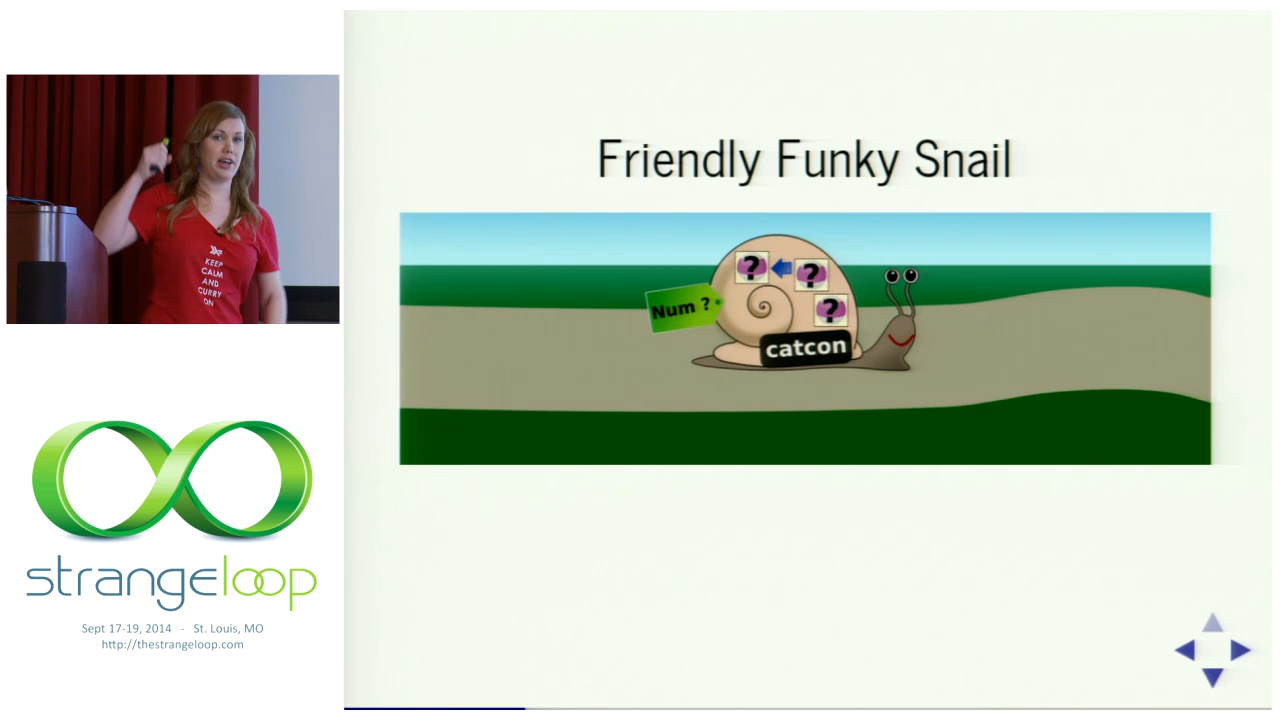 Friendly Funky Snail
?
?
Num ?
?
catcon
KEEP
CALM
AND
CURRY
ON
strangeloop
Sept 17-19, 2014 - St. Louis, MO
http://thestrangeloop.com